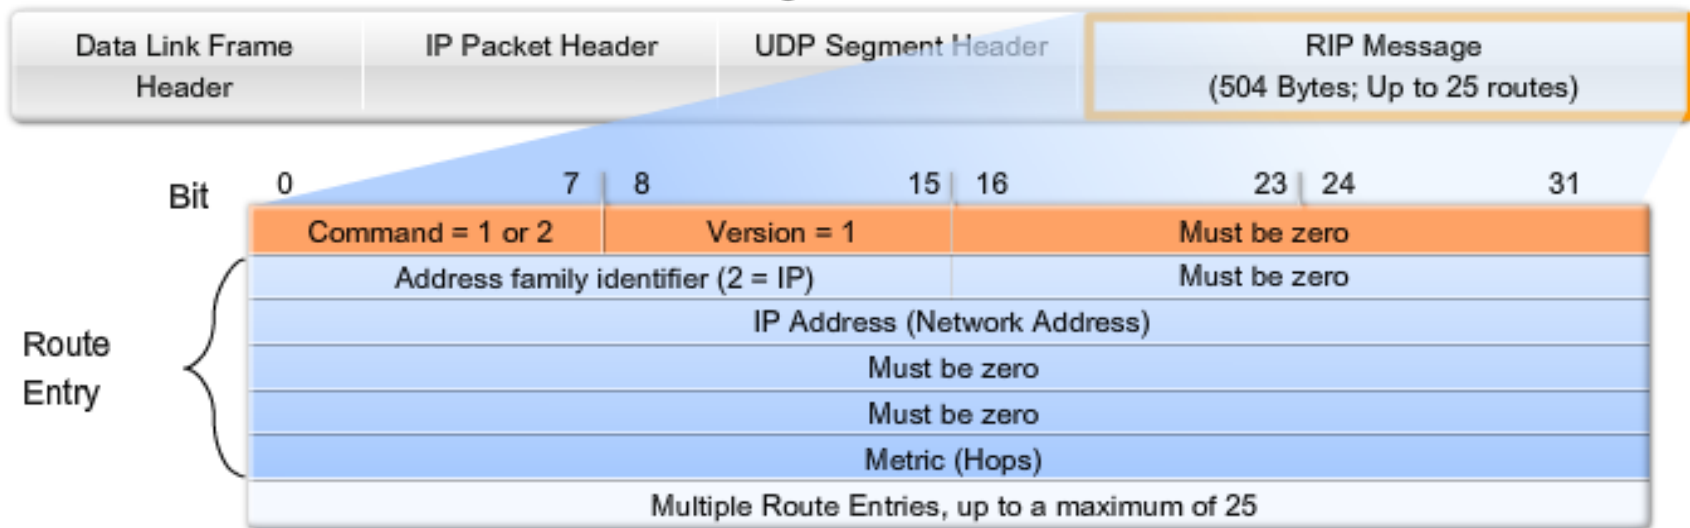 Data Link Frame Header
IP Packet Header
UDP Segment Header
RIP Message
(504 Bytes; Up to 25 routes)
Bit
0 7 8 15 16 23 24 31
Command = 1 or 2
Version = 1
Must be zero
Address family identifier (2 = IP)
Must be zero
Route Entry
IP Address (Network Address)
Must be zero
Must be zero
Metric (Hops)
Multiple Route Entries, up to a maximum of 25